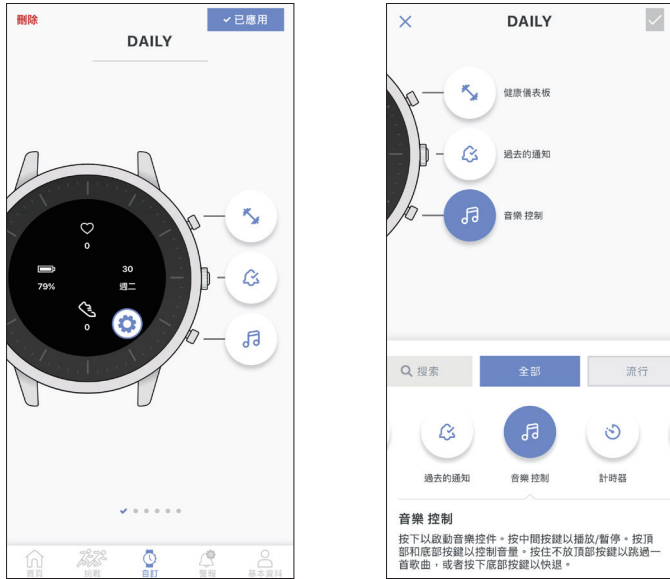 刪除
✓已應用
DAILY
0
79%
30
週二
0
首頁
挑戰
自訂
警報
基本資料
DAILY
健康儀表板
過去的通知
音樂 控制
搜索
全部
流行
過去的通知
音樂 控制
計時器
音樂 控制
按下以啟動音樂控件。按中間按鍵以播放/暫停。按頂
部和底部按鍵以控制音量。按住不放頂部按鍵以跳過一
首歌曲，或者按下底部按鍵以快退。